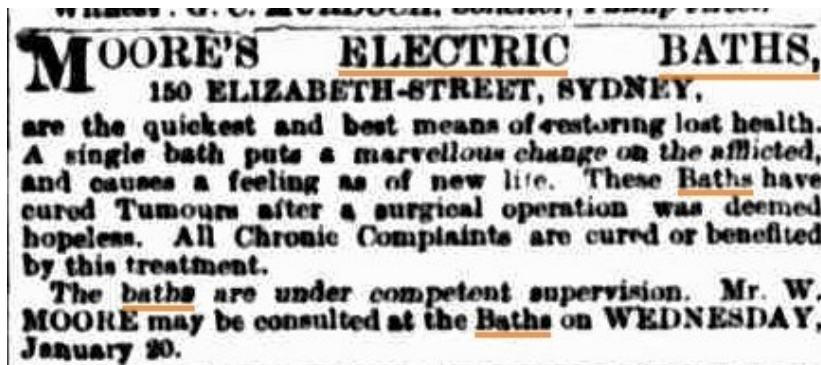 MOORE'S ELECTRIC BATHS,
150 ELIZABETH-STREET, SYDNEY,
are the quickest and best means of restoring lost health.
A single bath puts a marvellous change on the afflicted,
and causes a feeling as of new life. These Baths have
cured Tumours after a surgical operation was deemed
hopeless. All Chronic Complaints are cured or benefited
by this treatment.
The baths are under competent supervision. Mr. W.
MOORE may be consulted at the Baths on WEDNESDAY,
January 20.